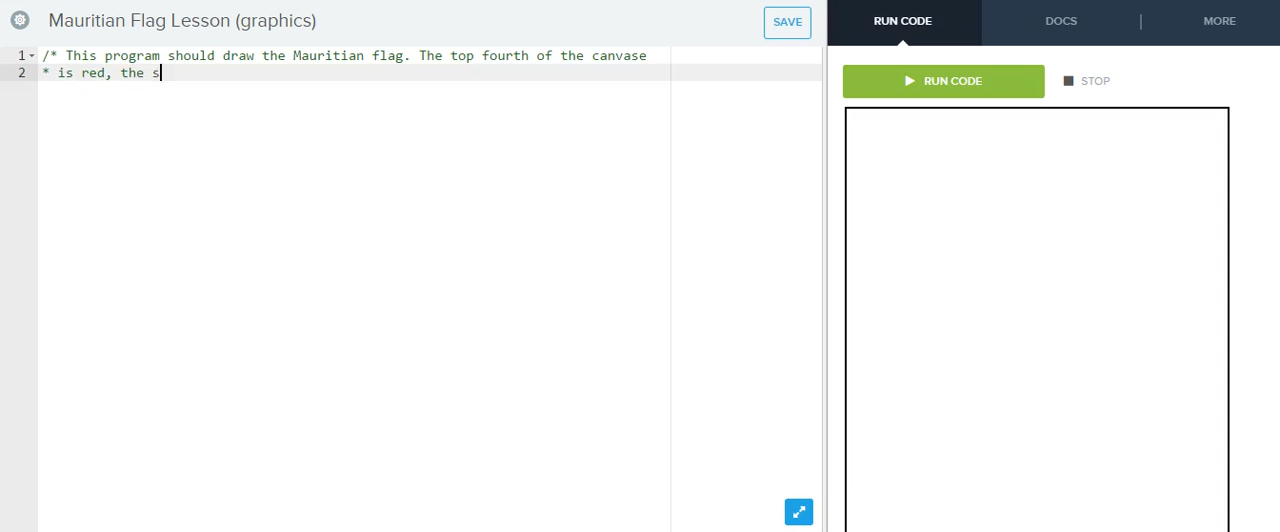 Mauritian Flag Lesson (graphics)
SAVE
RUN CODE
DOCS
|
MORE
1 /* This program should draw the Mauritian flag. The top fourth of the canvase
2 * is red, the s
RUN CODE
STOP